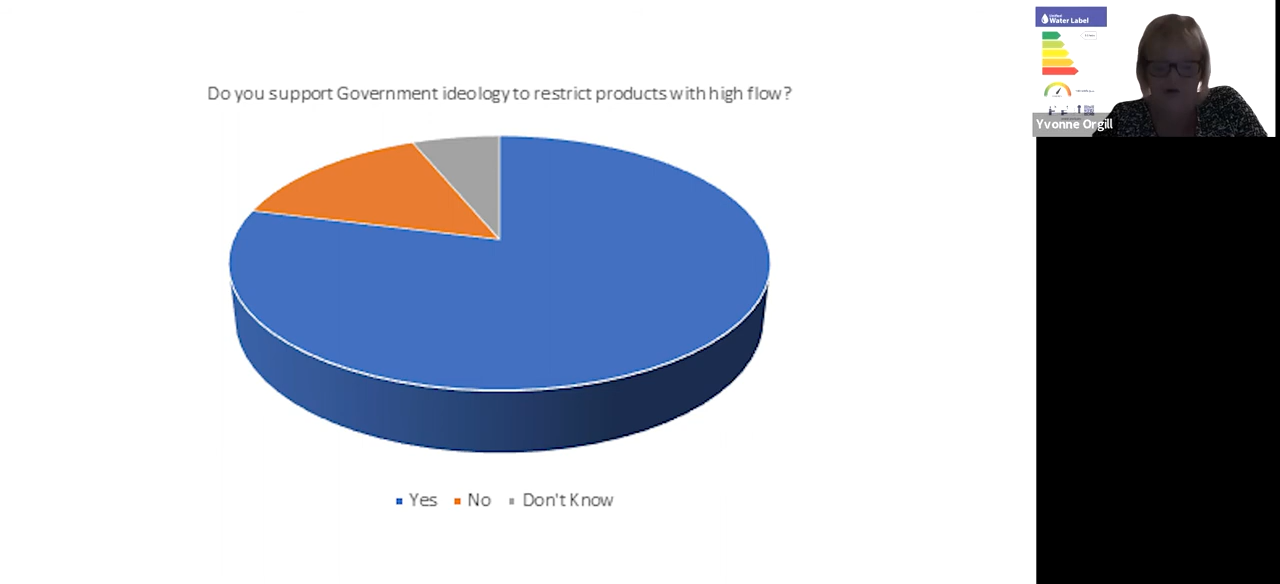 Do you support Government ideology to restrict products with high flow?
Yes No Don't Know
Water Label
Yvonne Orgill